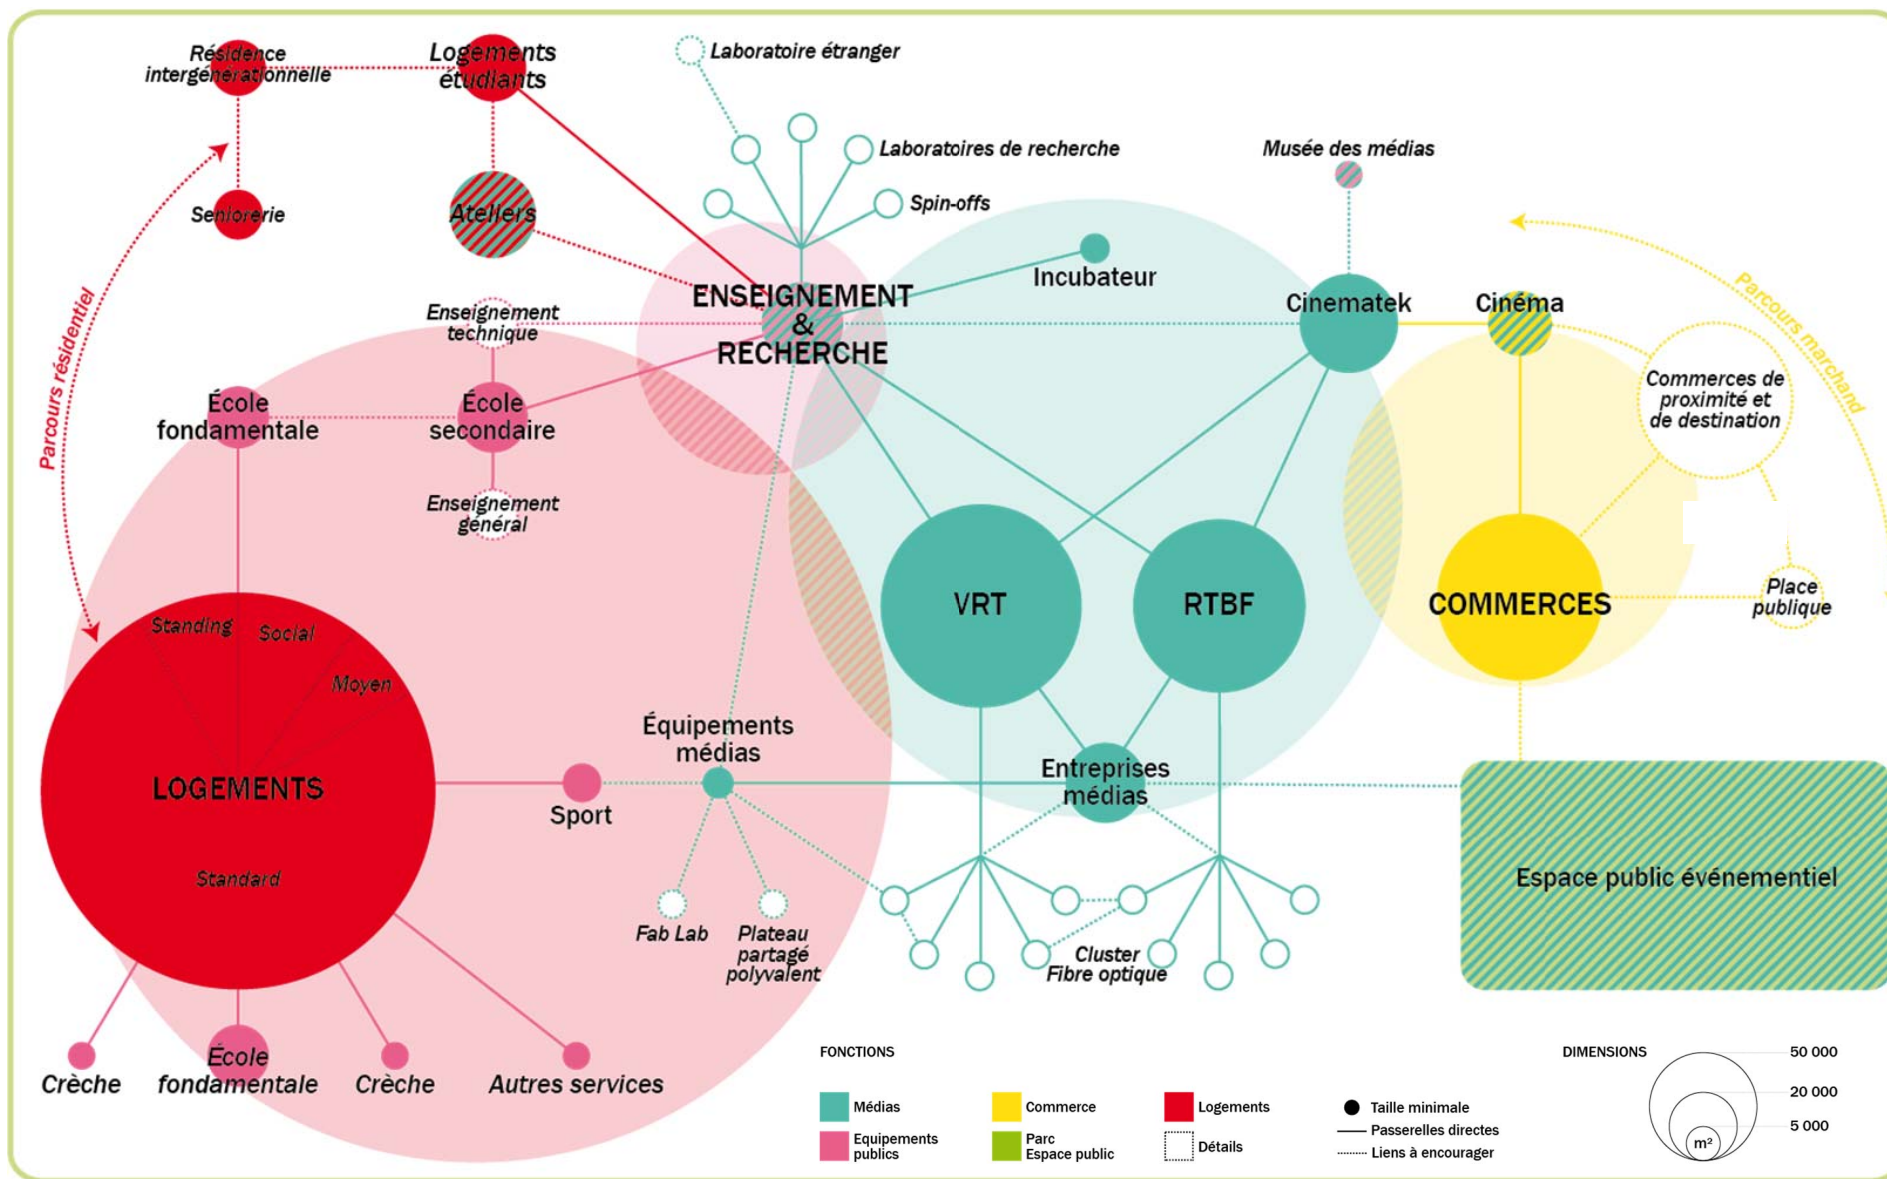 Résidence
intergénérationnelle
Logements
étudiants
Laboratoire étranger
Laboratoires de recherche
Spin-offs
Musée des médias
Seniorerie
Ateliers
Parcours résidentiel
Parcours marchand
Incubateur
ENSEIGNEMENT
&
RECHERCHE
Enseignement
technique
Cinematek
Cinéma
Commerces de
proximité et
de destination
École
fondamentale
École
secondaire
Enseignement
général
VRT
RTBF
COMMERCES
Place
publique
Standing
Social
Moyen
LOGEMENTS
Standard
Équipements
médias
Sport
Entreprises
médias
Espace public événementiel
Fab Lab
Plateau
partagé
polyvalent
Cluster
Fibre optique
Crèche
École
fondamentale
Crèche
Autres services
FONCTIONS
Médias
Commerce
Logements
Equipements
publics
Parc
Espace public
Détails
Taille minimale
Passerelles directes
Liens à encourager
DIMENSIONS
50 000
20 000
5 000
m²